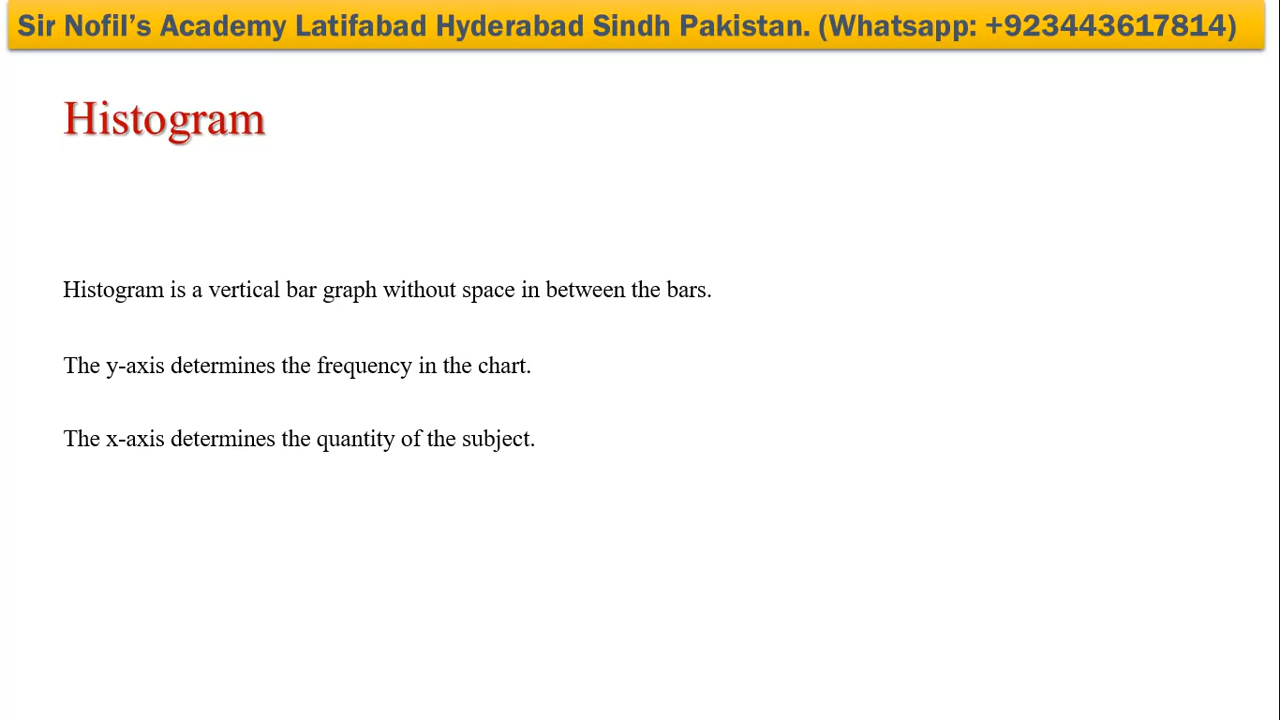 Sir Nofil’s Academy Latifabad Hyderabad Sindh Pakistan. (Whatsapp: +923443617814)
Histogram
Histogram is a vertical bar graph without space in between the bars.
The y-axis determines the frequency in the chart.
The x-axis determines the quantity of the subject.